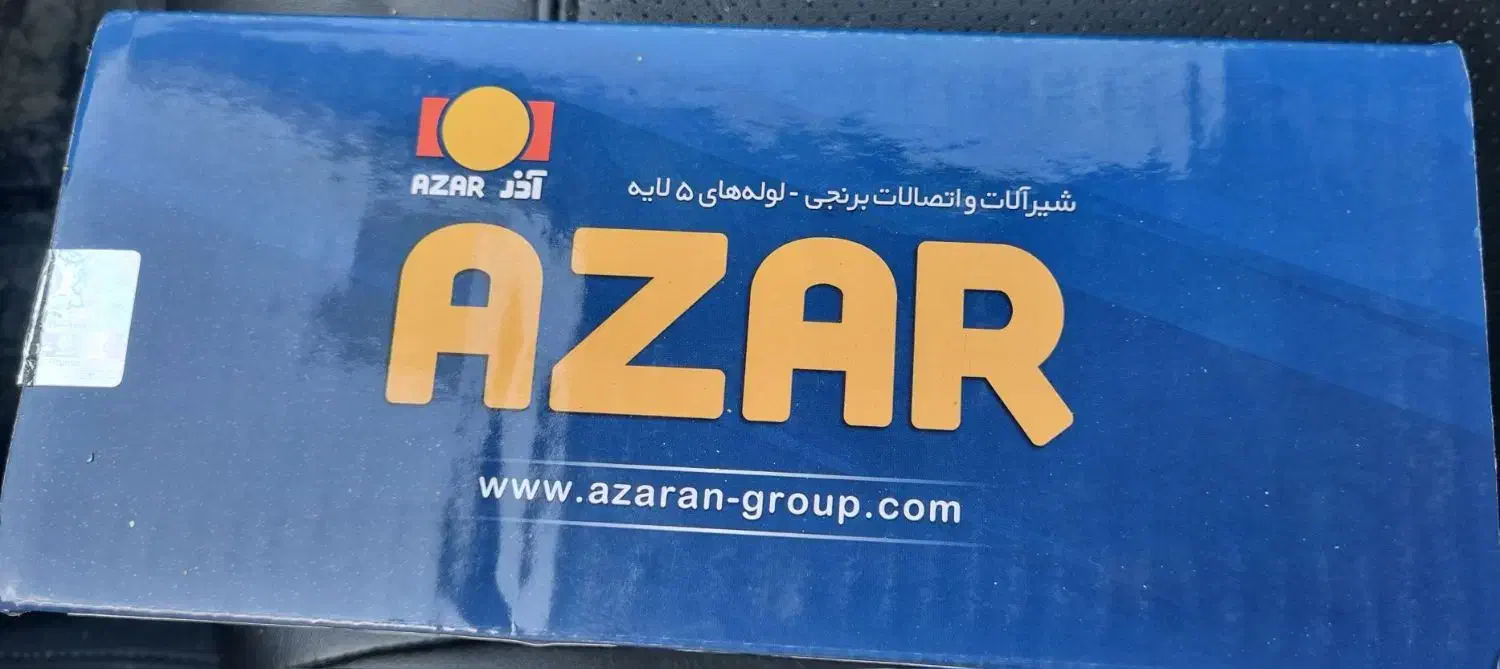 AZAR آذر
شیرآلات و اتصالات برنجی - لوله‌های ۵ لایه
AZAR
www.azaran-group.com